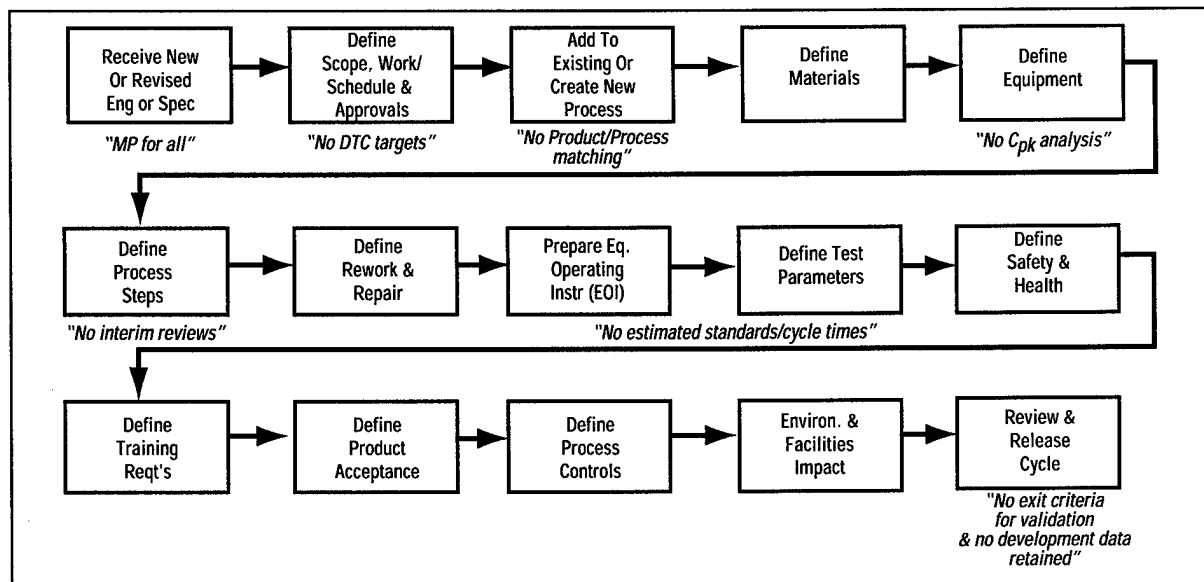 Receive New
Or Revised
Eng or Spec
Define
Scope, Work/
Schedule &
Approvals
Add To
Existing Or
Create New
Process
Define
Materials
Define
Equipment
"MP for all"
"No DTC targets"
"No Product/Process
matching"
"No Cpk analysis"
Define
Process
Steps
Define
Rework &
Repair
Prepare Eq.
Operating
Instr (EOI)
Define Test
Parameters
Define
Safety &
Health
"No interim reviews"
"No estimated standards/cycle times"
Define
Training
Reqt's
Define
Product
Acceptance
Define
Process
Controls
Environ. &
Facilities
Impact
Review &
Release
Cycle
"No exit criteria
for validation
& no development data
retained"